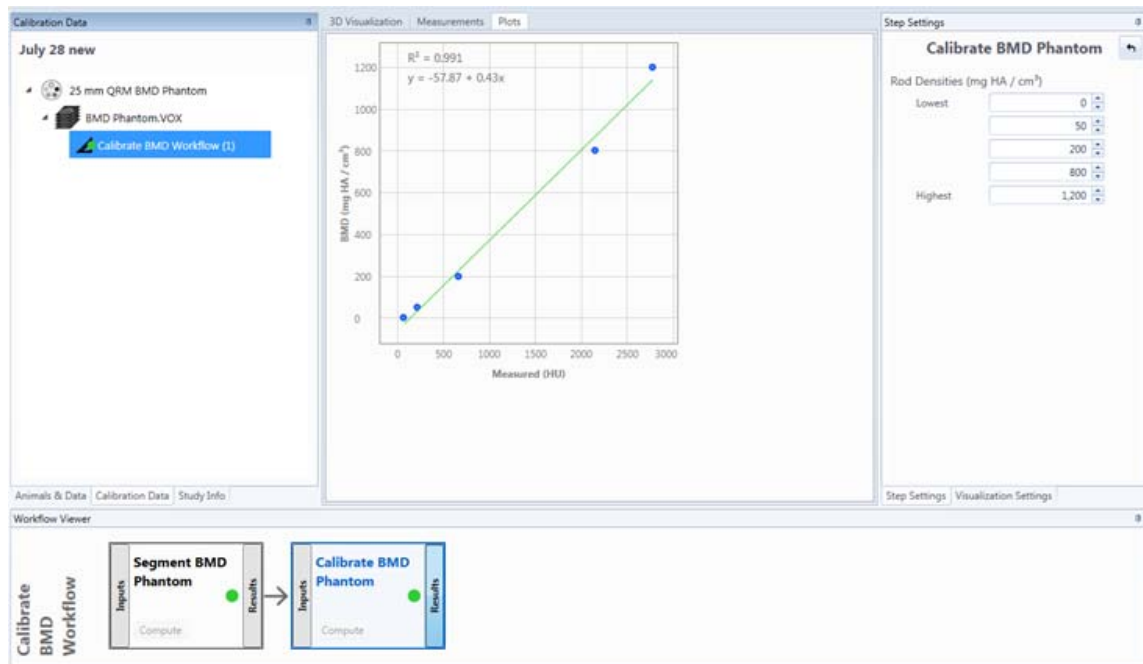 Calibration Data
July 28 new
25 mm QRM BMD Phantom
BMD Phantom.VOX
Calibrate BMD Workflow (1)
Animals & Data Calibration Data Study Info
3D Visualization Measurements Plots
R² = 0.991
y = -57.87 + 0.43x
1200
1000
800
600
400
200
0
BMD (mg HA / cm³)
0 500 1000 1500 2000 2500 3000
Measured (HU)
Step Settings
Calibrate BMD Phantom
Rod Densities (mg HA / cm³)
Lowest 0
50
200
800
Highest 1,200
Step Settings Visualization Settings
Workflow Viewer
Calibrate
BMD
Workflow
Inputs
Segment BMD
Phantom
Compute
Results
Inputs
Calibrate BMD
Phantom
Compute
Results